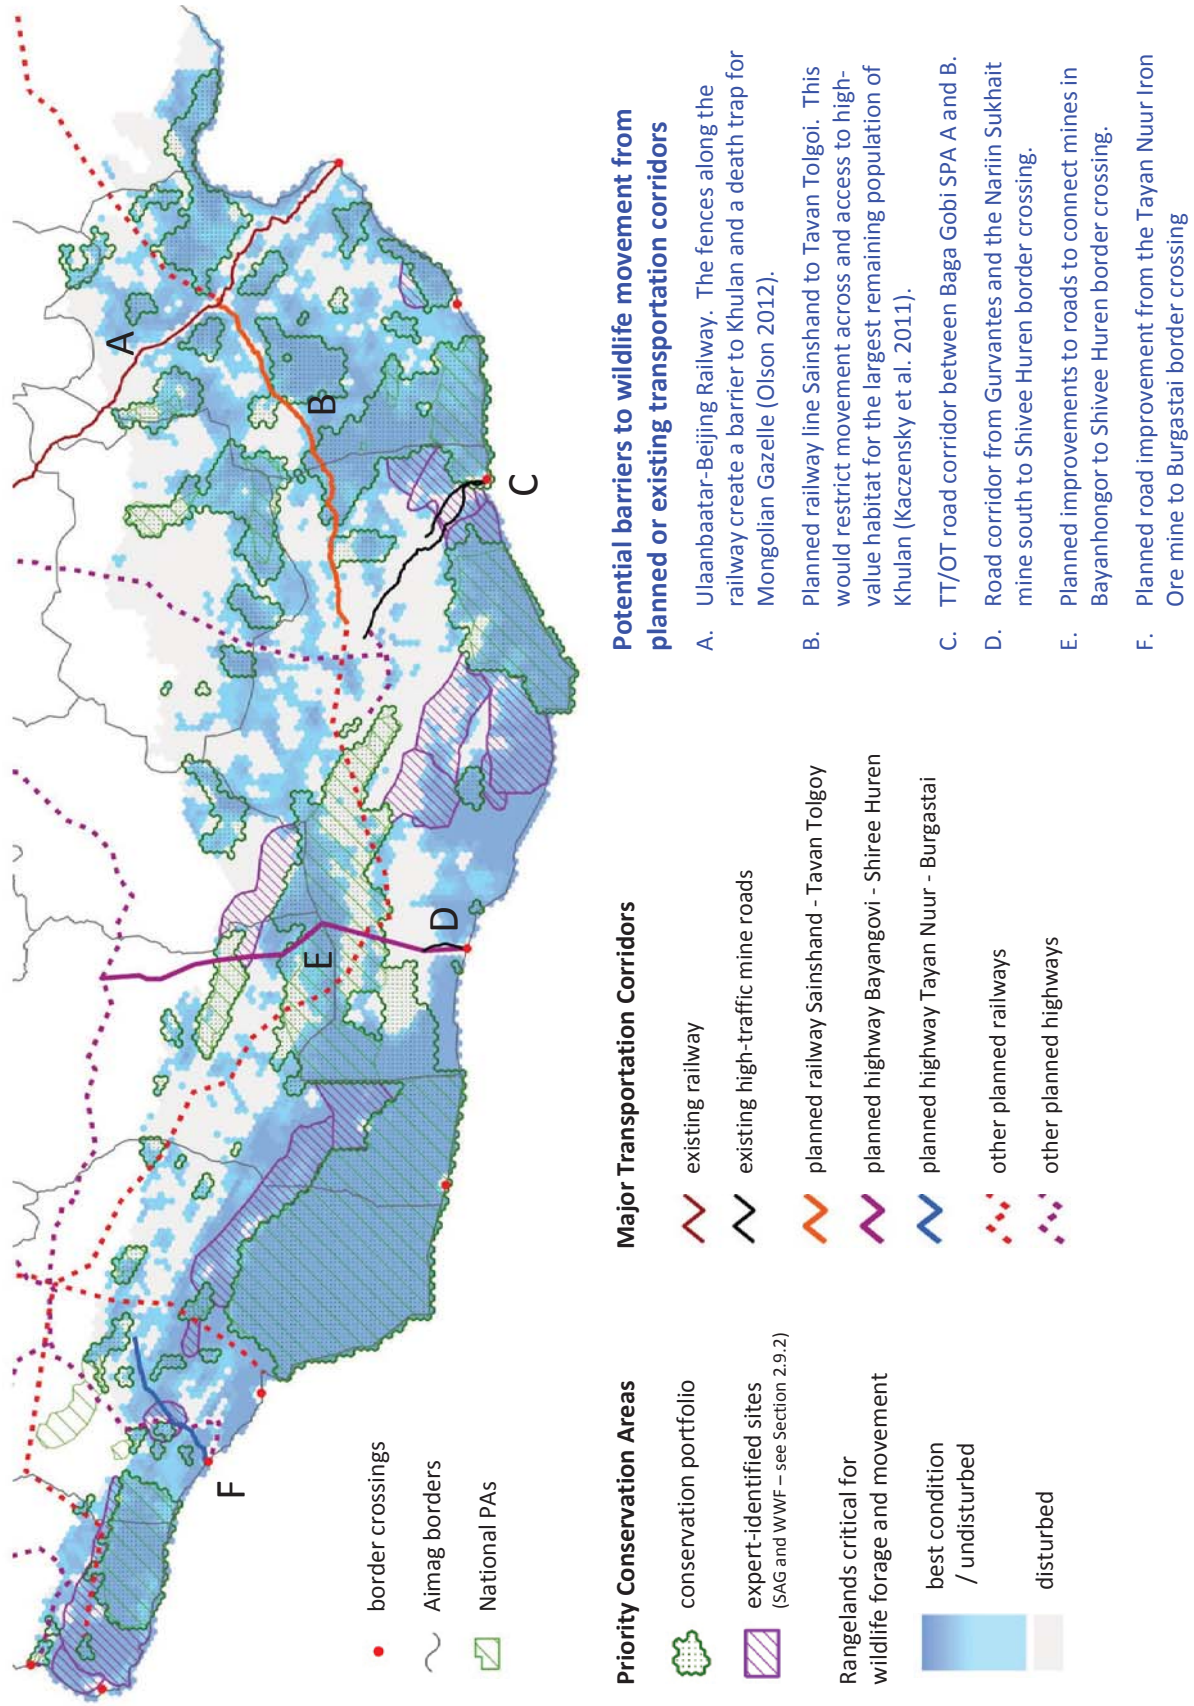 A
B
C
D
E
F
border crossings
Aimag borders
National PAs
Priority Conservation Areas
conservation portfolio
expert-identified sites
(SAG and WWF – see Section 2.9.2)
Rangelands critical for
wildlife forage and movement
best condition
/ undisturbed
disturbed
Major Transportation Corridors
existing railway
existing high-traffic mine roads
planned railway Sainshand - Tavan Tolgoy
planned highway Bayangovi - Shiree Huren
planned highway Tayan Nuur - Burgastai
other planned railways
other planned highways
Potential barriers to wildlife movement from
planned or existing transportation corridors
A. Ulaanbaatar-Beijing Railway. The fences along the
railway create a barrier to Khulan and a death trap for
Mongolian Gazelle (Olson 2012).
B. Planned railway line Sainshand to Tavan Tolgoi. This
would restrict movement across and access to high-
value habitat for the largest remaining population of
Khulan (Kaczensky et al. 2011).
C. TT/OT road corridor between Baga Gobi SPA A and B.
D. Road corridor from Gurvantes and the Nariin Sukhait
mine south to Shivee Huren border crossing.
E. Planned improvements to roads to connect mines in
Bayanhongor to Shivee Huren border crossing.
F. Planned road improvement from the Tayan Nuur Iron
Ore mine to Burgastai border crossing